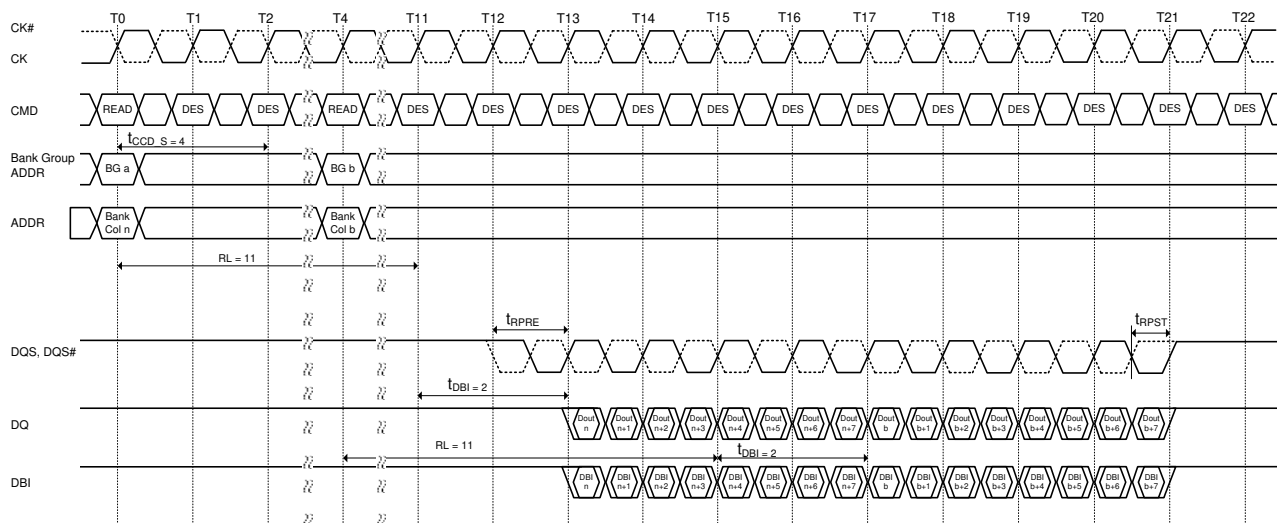 T0 T1 T2 T4 T11 T12 T13 T14 T15 T16 T17 T18 T19 T20 T21 T22
CK#
CK
CMD READ DES DES READ DES DES DES DES DES DES DES DES DES DES DES DES
tCCD_S = 4
Bank Group
ADDR
BG a BG b
ADDR
Bank
Col n
Bank
Col b
RL = 11
tRPRE tRPST
DQS, DQS#
tDBI = 2
DQ
Dout
n
Dout
n+1
Dout
n+2
Dout
n+3
Dout
n+4
Dout
n+5
Dout
n+6
Dout
n+7
Dout
b
Dout
b+1
Dout
b+2
Dout
b+3
Dout
b+4
Dout
b+5
Dout
b+6
Dout
b+7
RL = 11 tDBI = 2
DBI
DBI
n
DBI
n+1
DBI
n+2
DBI
n+3
DBI
n+4
DBI
n+5
DBI
n+6
DBI
n+7
DBI
b
DBI
b+1
DBI
b+2
DBI
b+3
DBI
b+4
DBI
b+5
DBI
b+6
DBI
b+7